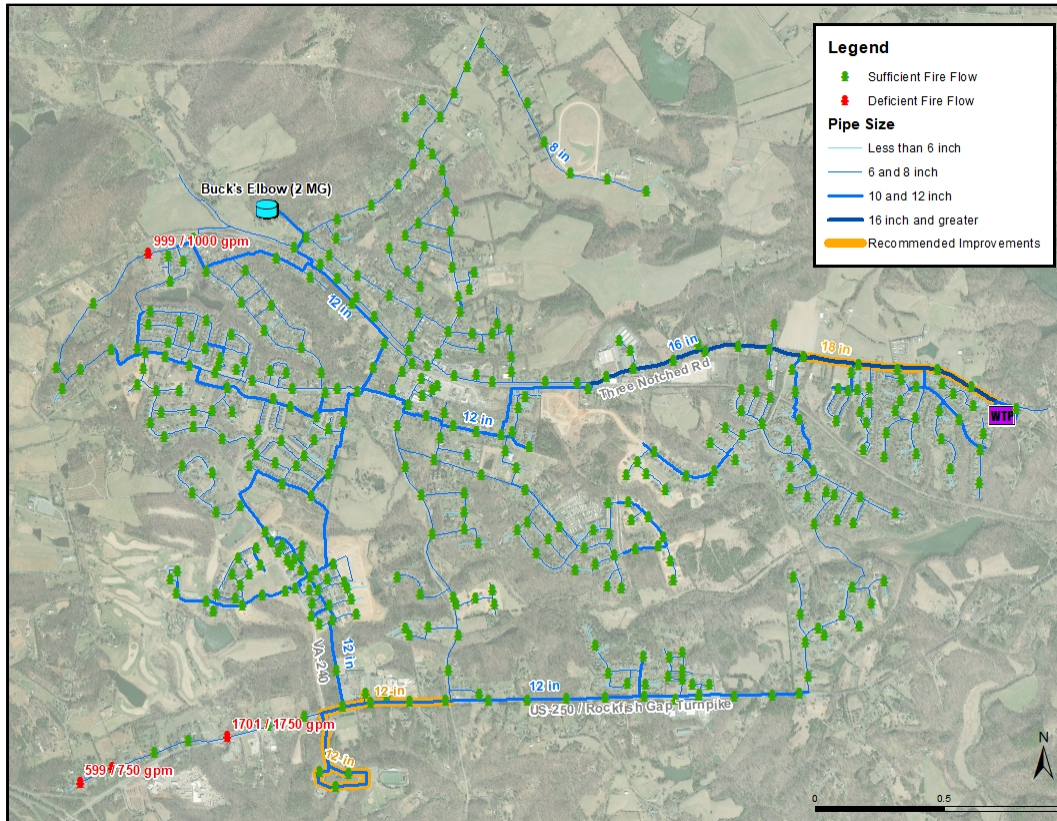 Legend
Sufficient Fire Flow
Deficient Fire Flow
Pipe Size
Less than 6 inch
6 and 8 inch
10 and 12 inch
16 inch and greater
Recommended Improvements
8 in
Buck's Elbow (2 MG)
999 / 1000 gpm
12 in
16 in
18 in
Three Notched Rd
WTP
12 in
VA-240
12 in
12 in
12 in
US-250 / Rockfish Gap Turnpike
1701 / 1750 gpm
12 in
599 / 750 gpm
N
0
0.5